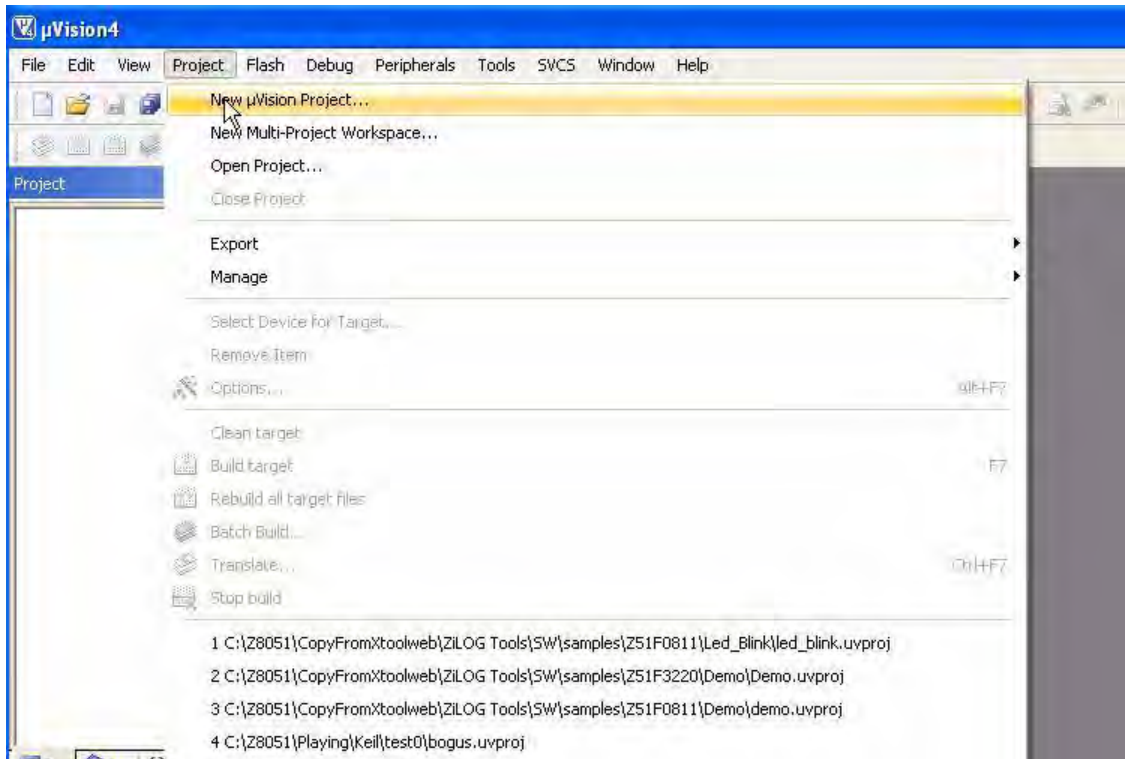 µVision4
File Edit View Project Flash Debug Peripherals Tools SVCS Window Help
New µVision Project...
New Multi-Project Workspace...
Open Project...
Project
Close Project
Export
Manage
Select Device for Target...
Remove Item
Options... Alt+F7
Clean target
Build target F7
Rebuild all target files
Batch Build...
Translate... Ctrl+F7
Stop build
1 C:\Z8051\CopyFromXtoolweb\ZiLOG Tools\SW\samples\Z51F0811\Led_Blink\led_blink.uvproj
2 C:\Z8051\CopyFromXtoolweb\ZiLOG Tools\SW\samples\Z51F3220\Demo\Demo.uvproj
3 C:\Z8051\CopyFromXtoolweb\ZiLOG Tools\SW\samples\Z51F0811\Demo\demo.uvproj
4 C:\Z8051\Playing\Keil\test0\bogus.uvproj